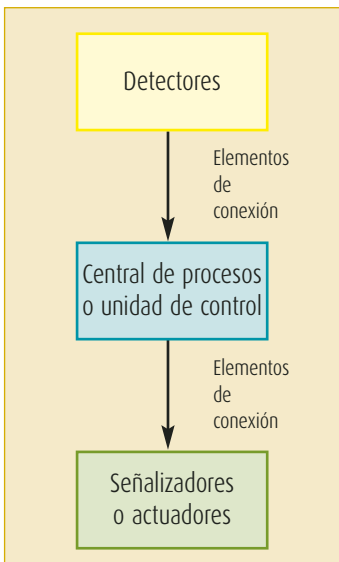 Detectores
Elementos
de
conexión
Central de procesos
o unidad de control
Elementos
de
conexión
Señalizadores
o actuadores